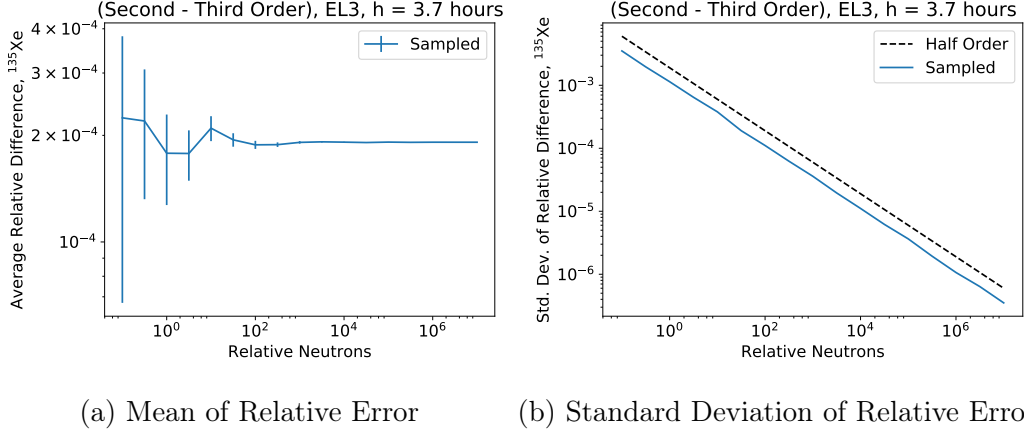 (Second - Third Order), EL3, h = 3.7 hours
4 × 10⁻⁴
3 × 10⁻⁴
2 × 10⁻⁴
10⁻⁴
Average Relative Difference, ¹³⁵Xe
Sampled
10⁰ 10² 10⁴ 10⁶
Relative Neutrons
(a) Mean of Relative Error
(Second - Third Order), EL3, h = 3.7 hours
10⁻³
10⁻⁴
10⁻⁵
10⁻⁶
Std. Dev. of Relative Difference, ¹³⁵Xe
Half Order
Sampled
10⁰ 10² 10⁴ 10⁶
Relative Neutrons
(b) Standard Deviation of Relative Erro